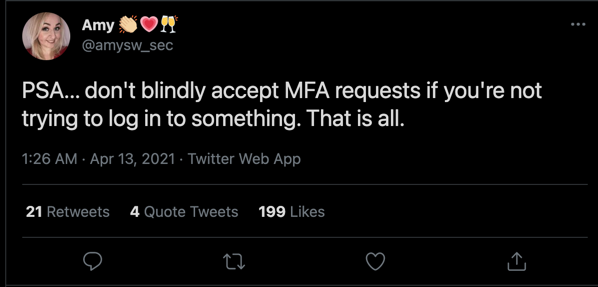 Amy 👏🏻❤️🥂
@amysw_sec
PSA... don't blindly accept MFA requests if you're not
trying to log in to something. That is all.
1:26 AM · Apr 13, 2021 · Twitter Web App
21 Retweets 4 Quote Tweets 199 Likes